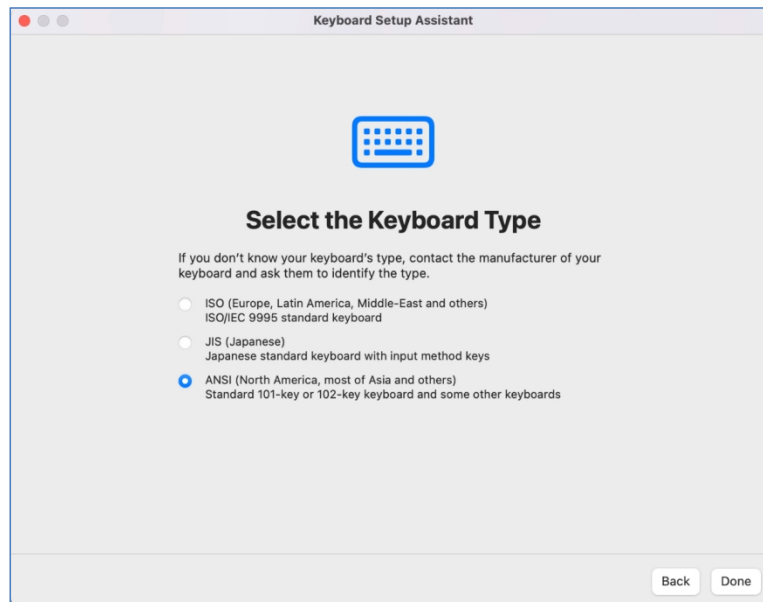 Keyboard Setup Assistant
Select the Keyboard Type
If you don’t know your keyboard’s type, contact the manufacturer of your
keyboard and ask them to identify the type.
ISO (Europe, Latin America, Middle-East and others)
ISO/IEC 9995 standard keyboard
JIS (Japanese)
Japanese standard keyboard with input method keys
ANSI (North America, most of Asia and others)
Standard 101-key or 102-key keyboard and some other keyboards
Back Done